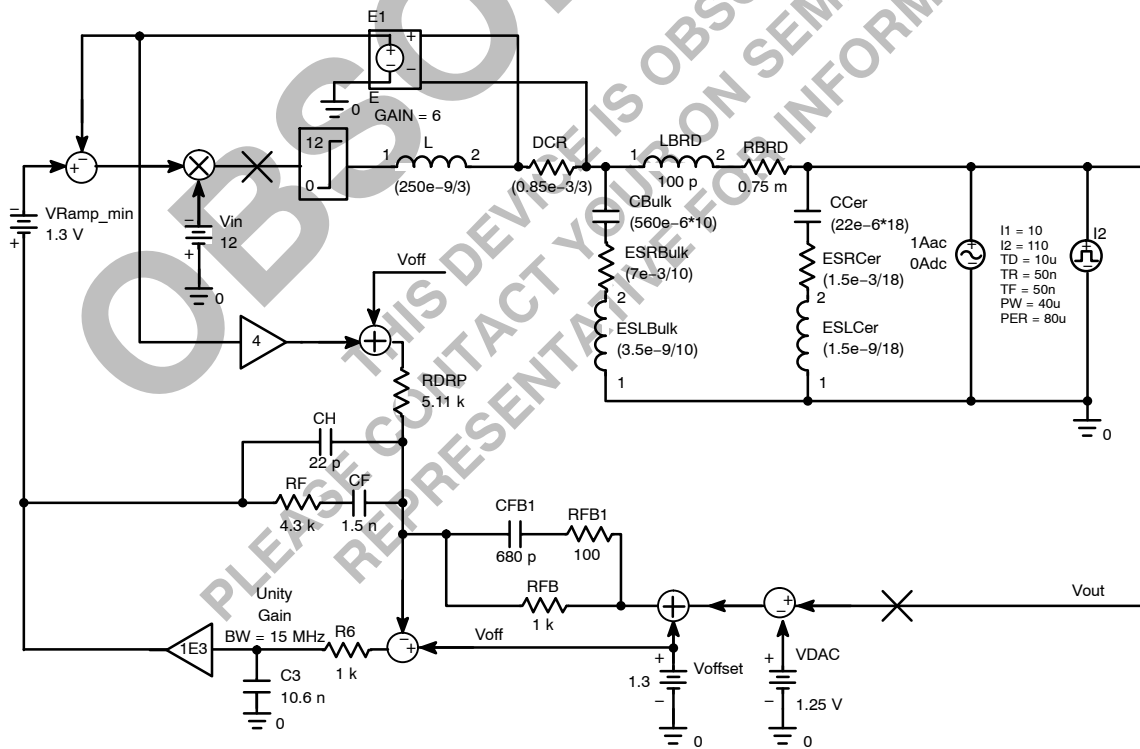 E1
+
−
+
−
E
0
GAIN = 6
12
0
L
1 2
(250e−9/3)
DCR
(0.85e−3/3)
LBRD
1 2
100 p
RBRD
0.75 m
−
+
−
+
VRamp_min
1.3 V
−
+
Vin
12
0
CBulk
(560e−6*10)
ESRBulk
(7e−3/10)
2
ESLBulk
(3.5e−9/10)
1
CCer
(22e−6*18)
ESRCer
(1.5e−3/18)
2
ESLCer
(1.5e−9/18)
1
1Aac
0Adc
+
−
I1 = 10
I2 = 110
TD = 10u
TR = 50n
TF = 50n
PW = 40u
PER = 80u
I2
0
Voff
4
RDRP
5.11 k
CH
22 p
RF
4.3 k
CF
1.5 n
CFB1
680 p
RFB1
100
RFB
1 k
Unity
Gain
BW = 15 MHz
1E3
R6
1 k
C3
10.6 n
0
−
+
Voff
+
−
1.3
Voffset
0
+
−
VDAC
+
−
1.25 V
0
Vout
THIS DEVICE IS OBSO
PLEASE CONTACT YOUR ON SEM
REPRESENTATIVE FOR INFORM
OBSO